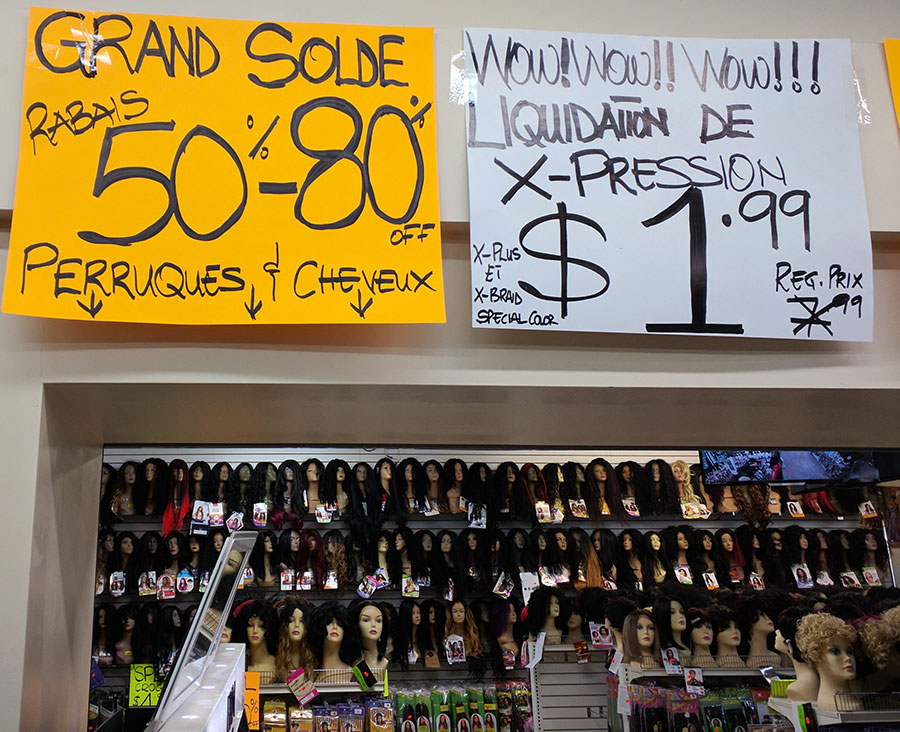 GRAND SOLDE
RABAIS
50%-80%
OFF
PERRUQUES & CHEVEUX
WOW! WOW!! WOW!!!
LIQUIDATION DE
X-PRESSION
$1.99
X-PLUS
ET
X-BRAID
SPECIAL COLOR
REG. PRIX
7.99